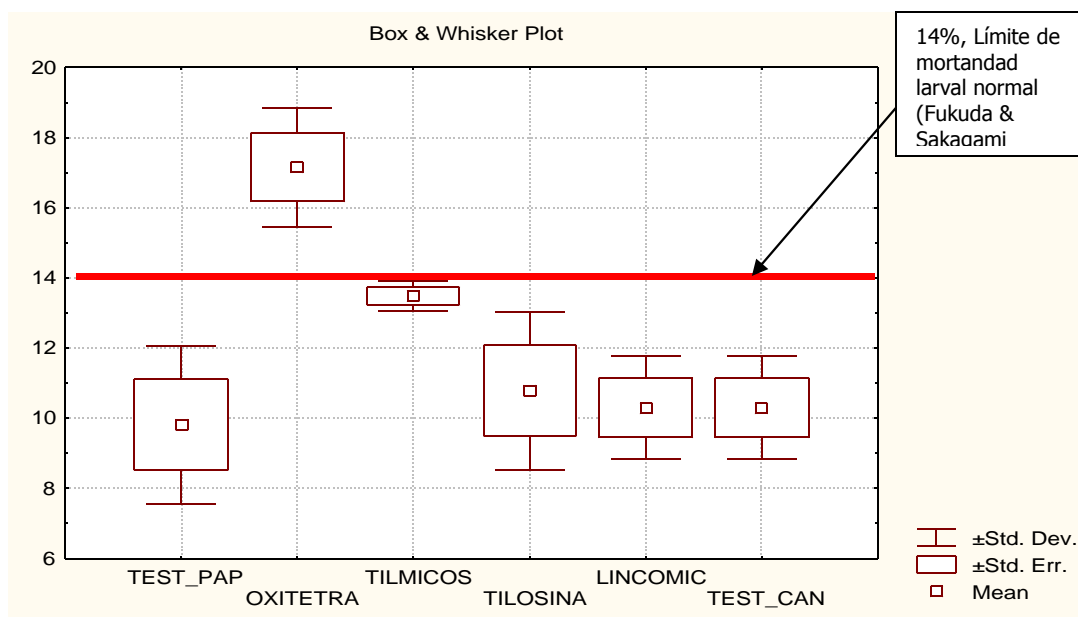 Box & Whisker Plot
14%, Límite de
mortandad
larval normal
(Fukuda &
Sakagami
20
18
16
14
12
10
8
6
TEST_PAP
OXITETRA
TILMICOS
TILOSINA
LINCOMIC
TEST_CAN
±Std. Dev.
±Std. Err.
Mean